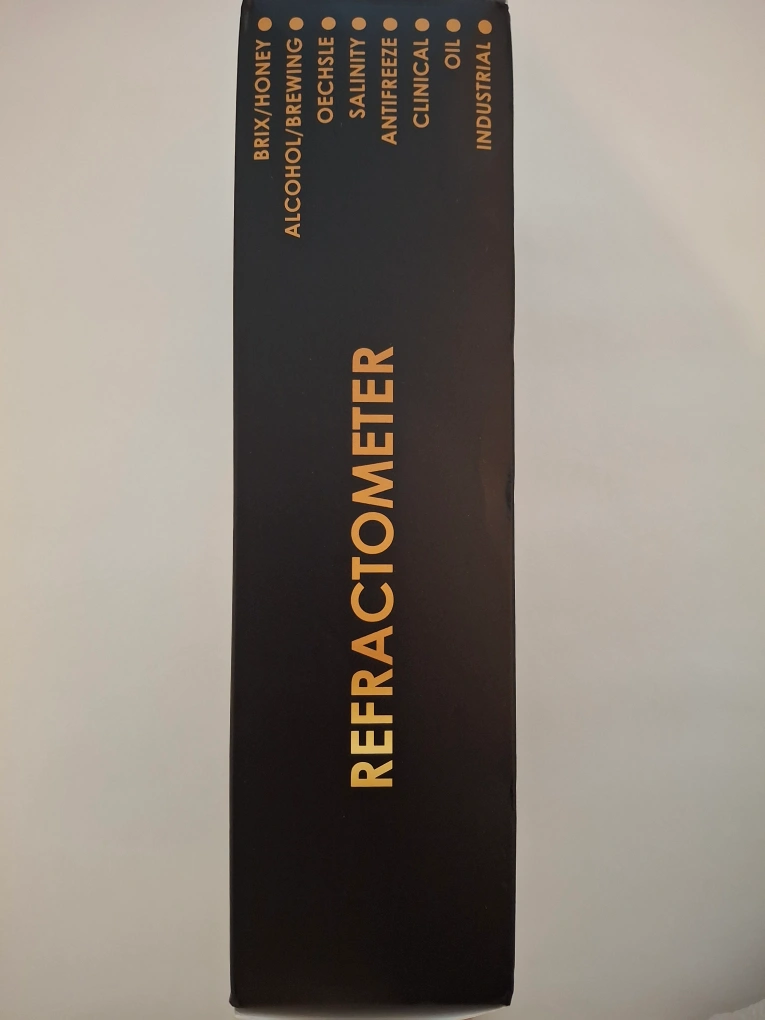 REFRACTOMETER
BRIX/HONEY
ALCOHOL/BREWING
OECHSLE
SALINITY
ANTIFREEZE
CLINICAL
OIL
INDUSTRIAL